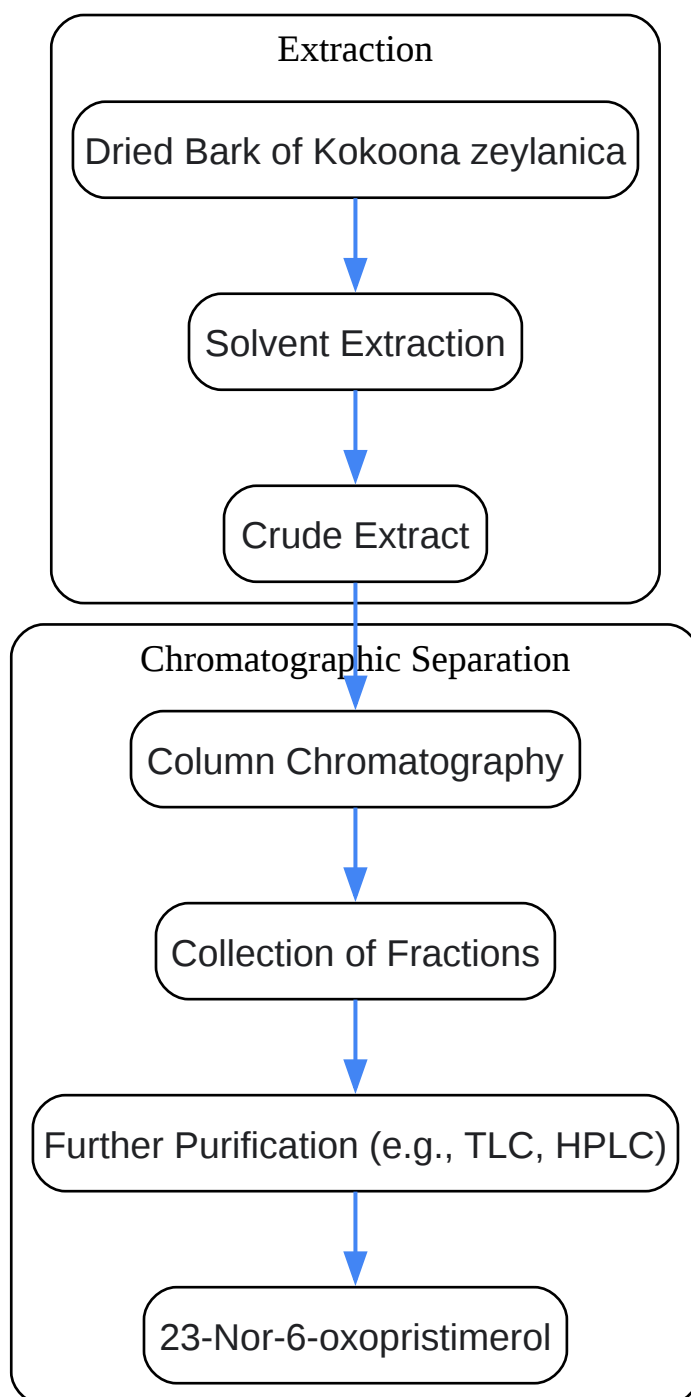 Extraction
Dried Bark of Kokoona zeylanica
Solvent Extraction
Crude Extract
Chromatographic Separation
Column Chromatography
Collection of Fractions
Further Purification (e.g., TLC, HPLC)
23-Nor-6-oxopristimerol